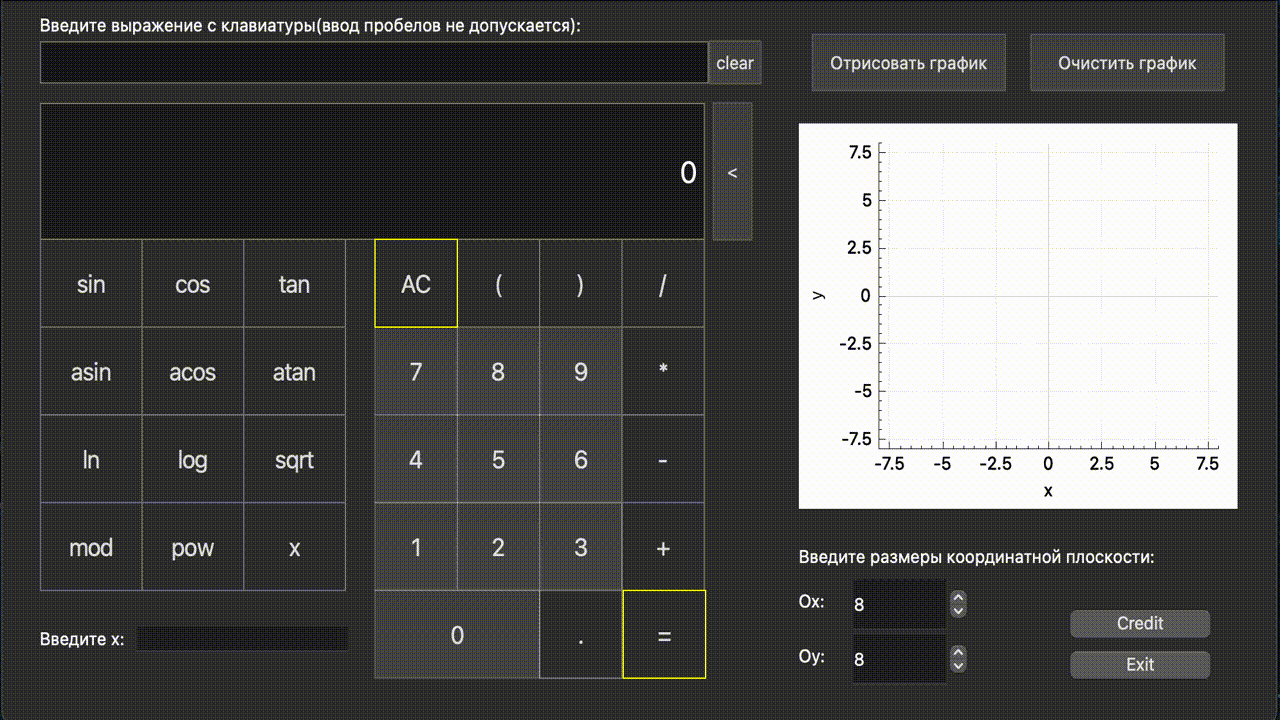 Введите выражение с клавиатуры(ввод пробелов не допускается):
clear
Отрисовать график
Очистить график
0
<
sin cos tan AC ( ) /
asin acos atan 7 8 9 *
ln log sqrt 4 5 6 -
mod pow x 1 2 3 +
Введите x:
0 . =
7.5
5
2.5
0
-2.5
-5
-7.5
y
-7.5 -5 -2.5 0 2.5 5 7.5
x
Введите размеры координатной плоскости:
Ox: 8
Oy: 8
Credit
Exit